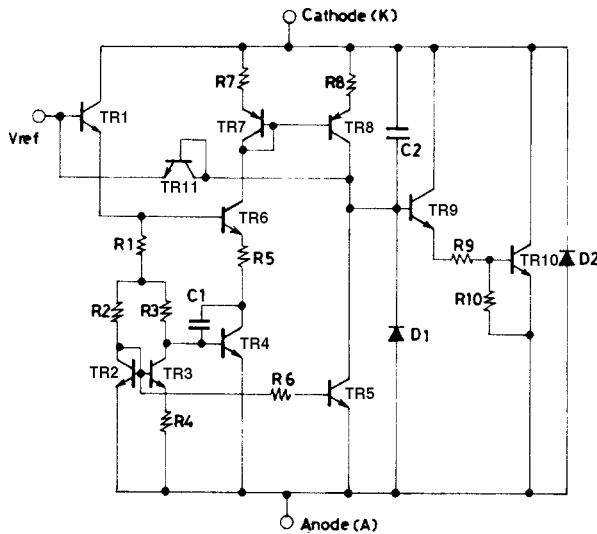 Cathode (K)
R7
R8
TR1
TR7
TR8
Vref
C2
TR11
TR9
TR6
R1
R5
R9
TR10
D2
R2
R3
C1
R10
TR4
D1
TR2
TR3
R6
TR5
R4
Anode (A)